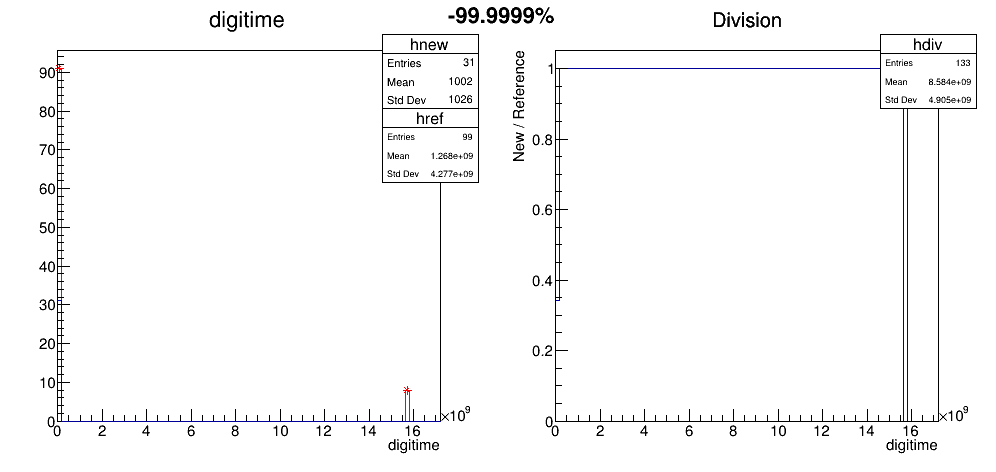 -99.9999%
digitime
hnew
Entries 31
Mean 1002
Std Dev 1026
href
Entries 99
Mean 1.268e+09
Std Dev 4.277e+09
90
80
70
60
50
40
30
20
10
0
0 2 4 6 8 10 12 14 16
×10^9
digitime
Division
hdiv
Entries 133
Mean 8.584e+09
Std Dev 4.905e+09
New / Reference
1
0.8
0.6
0.4
0.2
0
0 2 4 6 8 10 12 14 16
×10^9
digitime